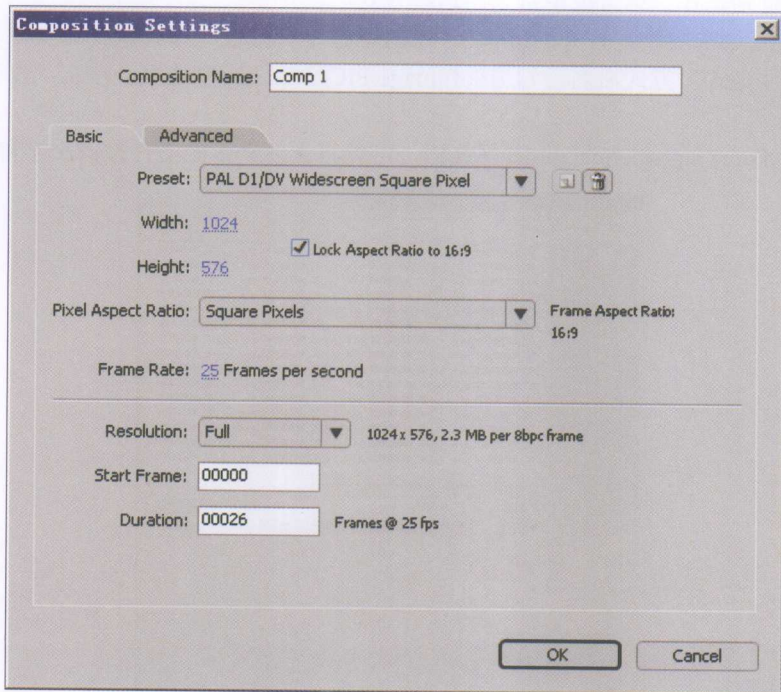 Composition Settings
Composition Name: Comp 1
Basic Advanced
Preset: PAL D1/DV Widescreen Square Pixel
Width: 1024
Lock Aspect Ratio to 16:9
Height: 576
Pixel Aspect Ratio: Square Pixels
Frame Aspect Ratio:
16:9
Frame Rate: 25 Frames per second
Resolution: Full 1024 x 576, 2.3 MB per 8bpc frame
Start Frame: 00000
Duration: 00026 Frames @ 25 fps
OK Cancel